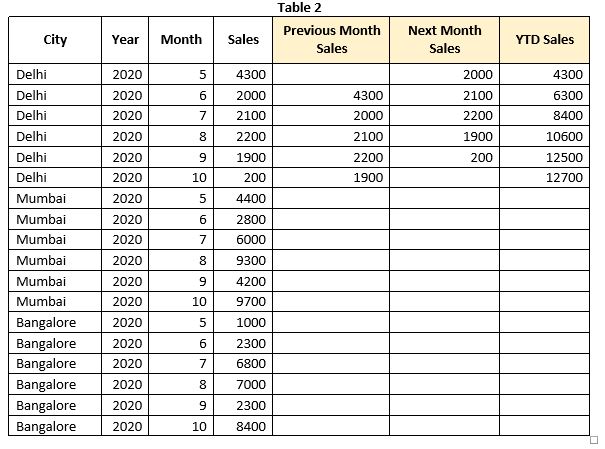 Table 2
City Year Month Sales Previous Month Sales Next Month Sales YTD Sales
Delhi 2020 5 4300 2000 4300
Delhi 2020 6 2000 4300 2100 6300
Delhi 2020 7 2100 2000 2200 8400
Delhi 2020 8 2200 2100 1900 10600
Delhi 2020 9 1900 2200 200 12500
Delhi 2020 10 200 1900 12700
Mumbai 2020 5 4400
Mumbai 2020 6 2800
Mumbai 2020 7 6000
Mumbai 2020 8 9300
Mumbai 2020 9 4200
Mumbai 2020 10 9700
Bangalore 2020 5 1000
Bangalore 2020 6 2300
Bangalore 2020 7 6800
Bangalore 2020 8 7000
Bangalore 2020 9 2300
Bangalore 2020 10 8400